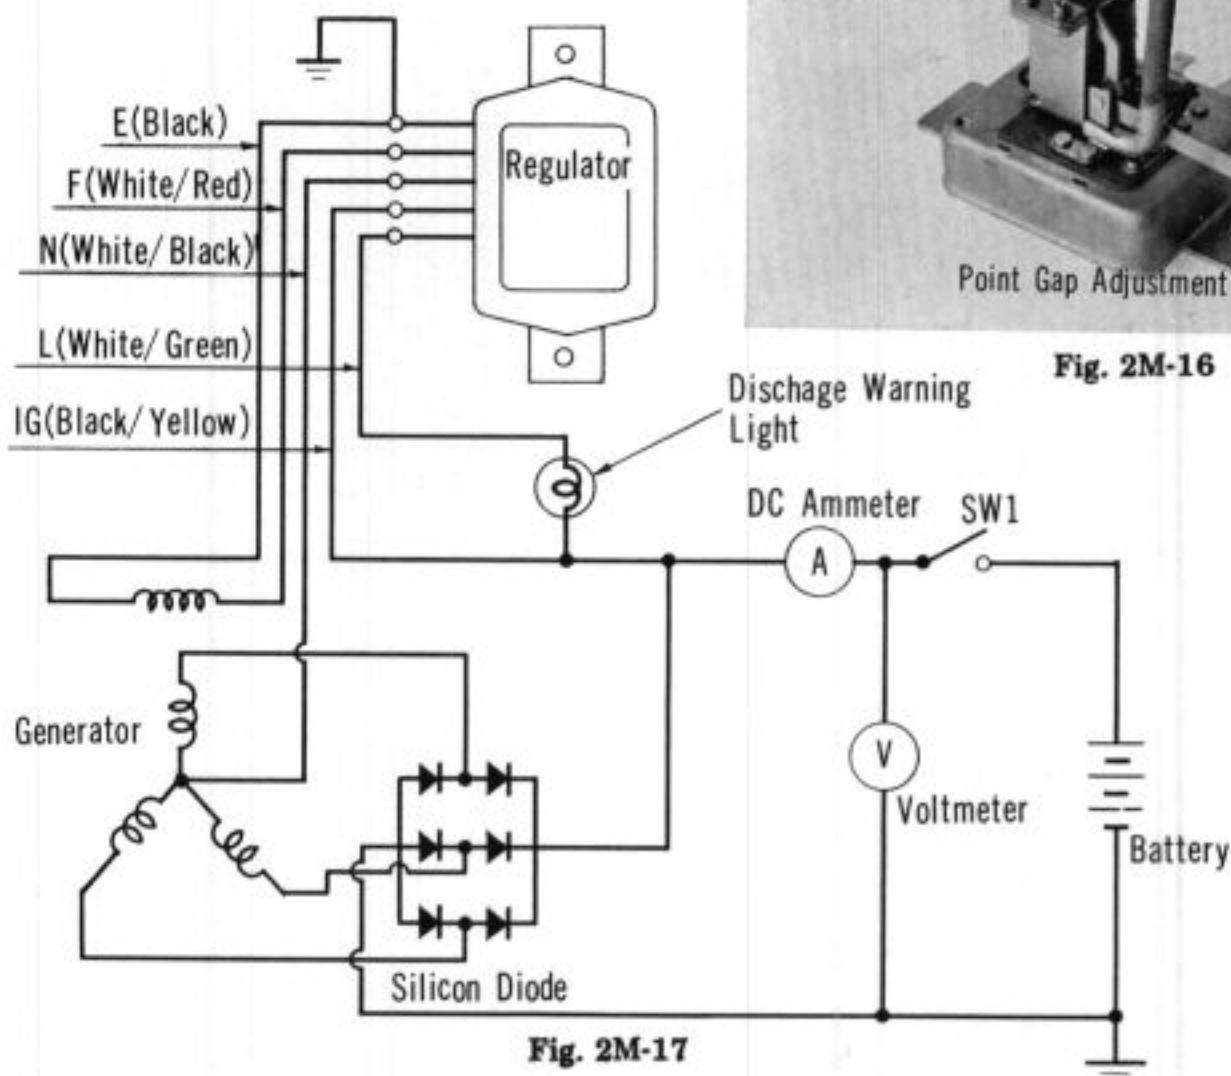 E(Black)
F(White/Red)
N(White/Black)
L(White/Green)
IG(Black/Yellow)
Regulator
Point Gap Adjustment
Fig. 2M-16
Dischage Warning
Light
DC Ammeter
SW1
A
Generator
V
Voltmeter
Battery
Silicon Diode
Fig. 2M-17